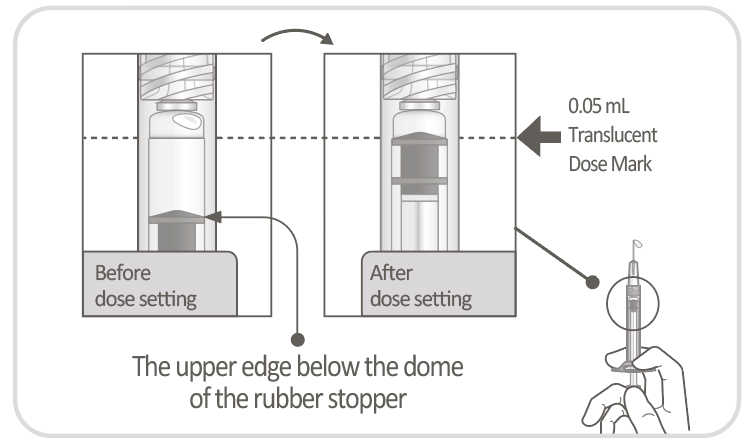 0.05 mL
Translucent
Dose Mark
Before
dose setting
After
dose setting
The upper edge below the dome
of the rubber stopper